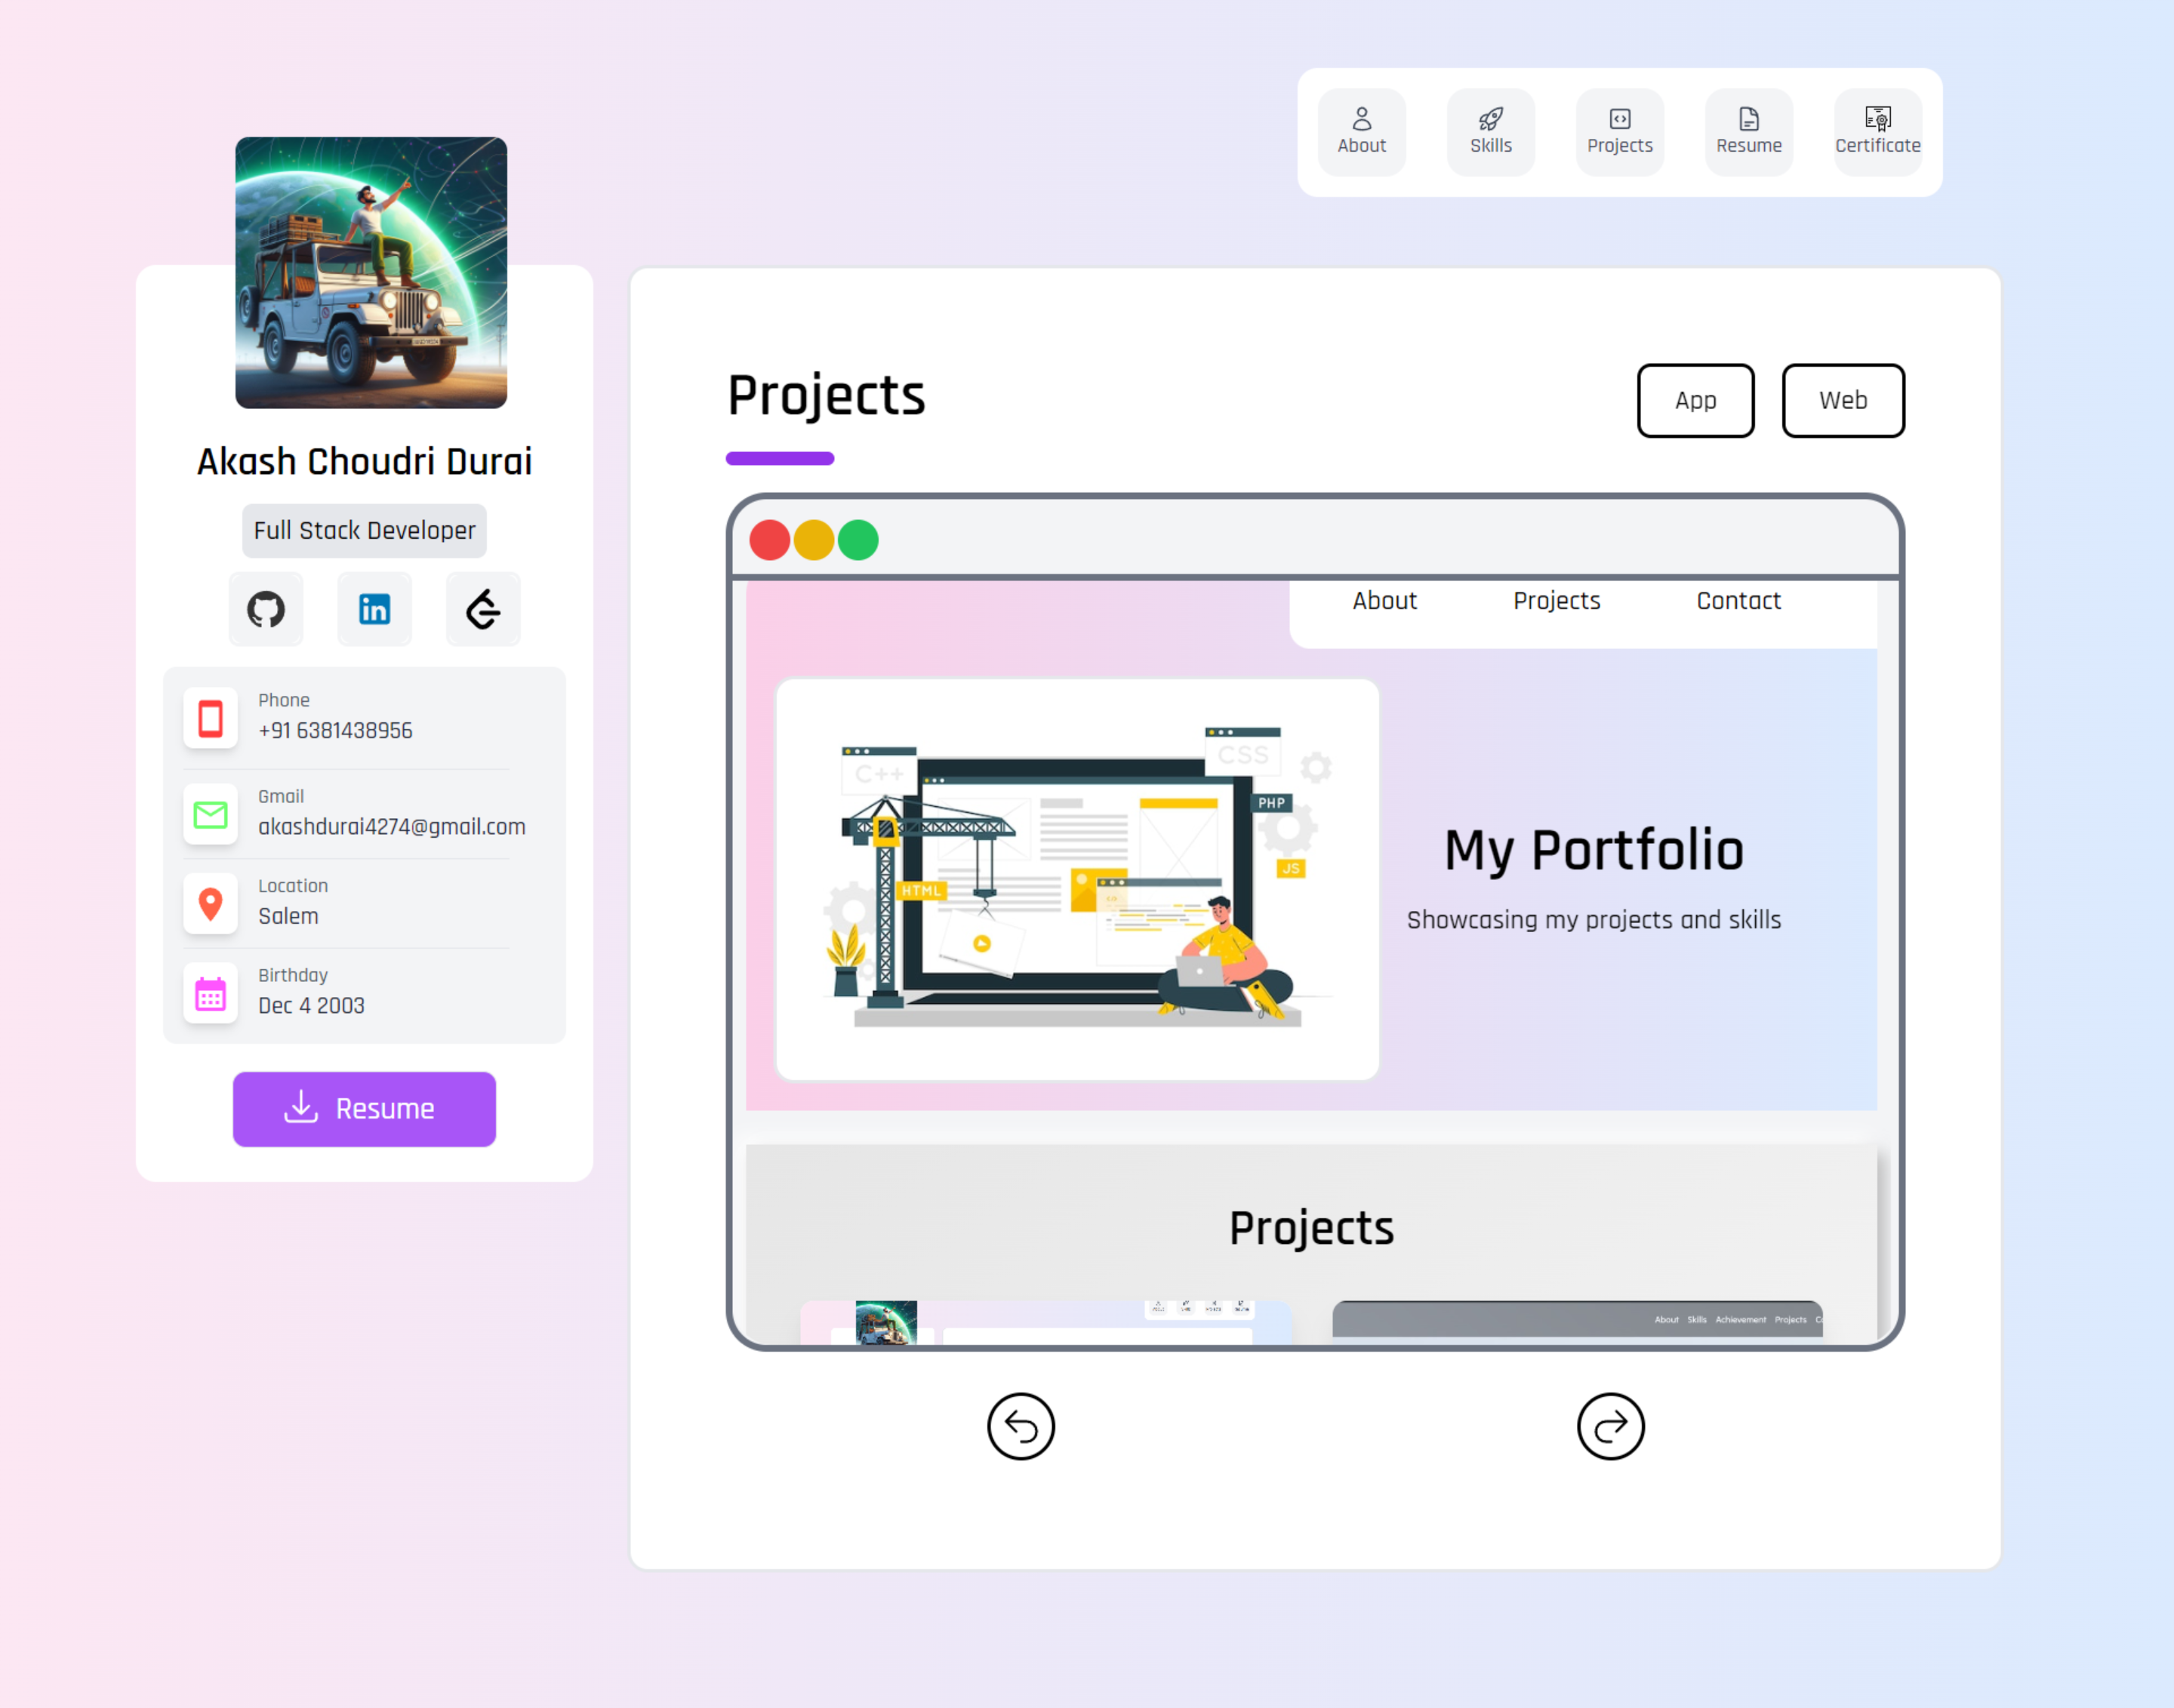 About
Skills
Projects
Resume
Certificate
Akash Choudri Durai
Full Stack Developer
in
Phone
+91 6381438956
Gmail
akashdurai4274@gmail.com
Location
Salem
Birthday
Dec 4 2003
Resume
Projects
App
Web
About
Projects
Contact
C++
CSS
PHP
JS
HTML
My Portfolio
Showcasing my projects and skills
Projects
About Skills Achievement Projects